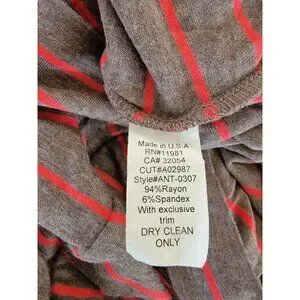 Made in U.S.A
RN#11981
CA# 32054
CUT#A02987
Style#ANT-0307
94%Rayon
6%Spandex
With exclusive
trim
DRY CLEAN
ONLY